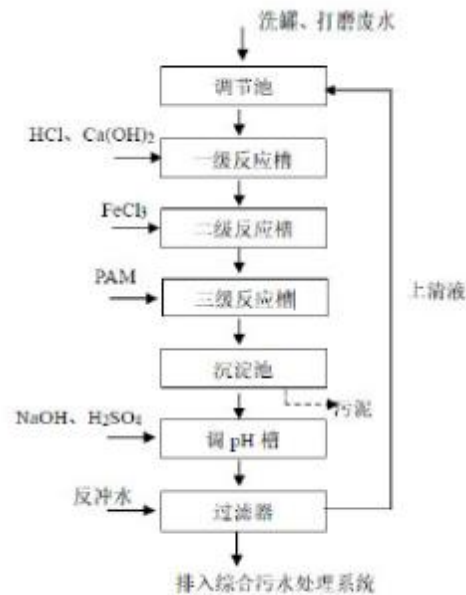 洗罐、打磨废水
调节池
HCl、Ca(OH)2
一级反应槽
FeCl3
二级反应槽
PAM
三级反应槽
上清液
沉淀池
污泥
NaOH、H2SO4
调 pH 槽
反冲水
过滤器
排入综合污水处理系统